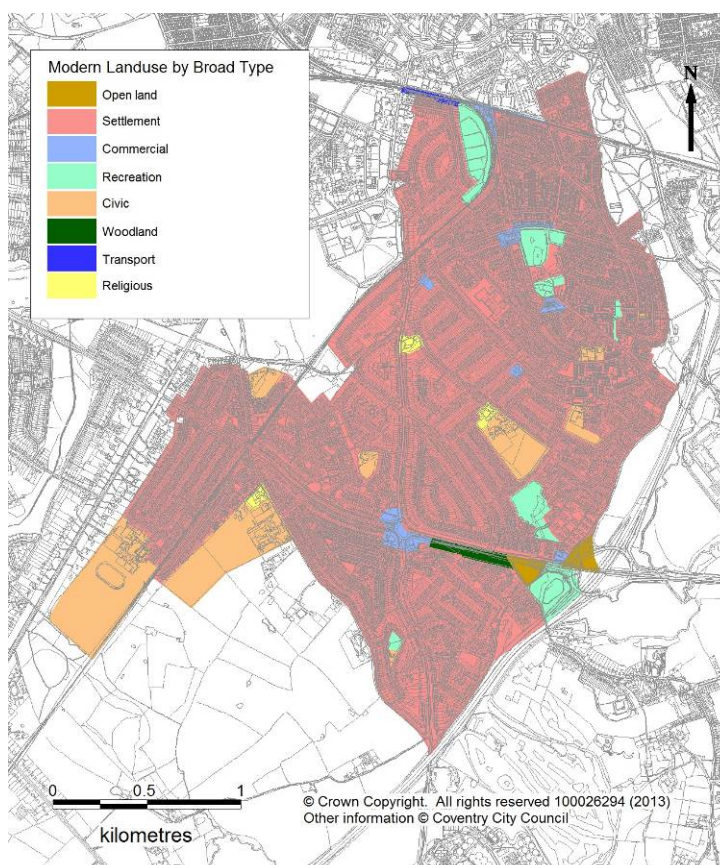 Modern Landuse by Broad Type
Open land
Settlement
Commercial
Recreation
Civic
Woodland
Transport
Religious
N
0 0.5 1
kilometres
© Crown Copyright. All rights reserved 100026294 (2013)
Other information © Coventry City Council